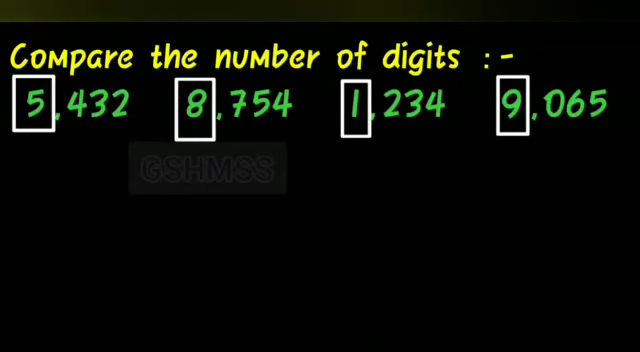 Compare the number of digits :-
5,432 8,754 1,234 9,065
GSHMSS